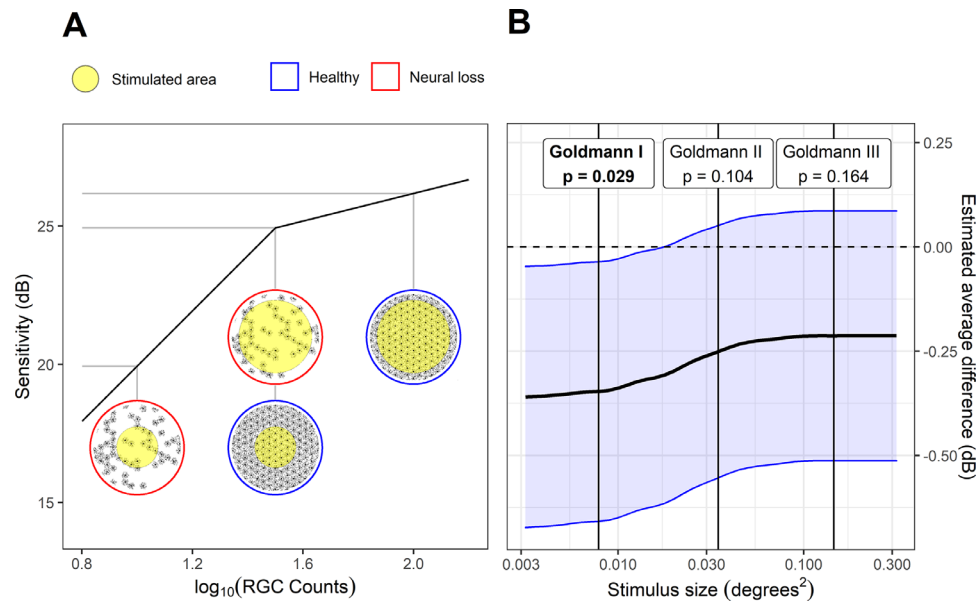 A
Stimulated area
Healthy
Neural loss
Sensitivity (dB)
25
20
15
0.8
1.2
1.6
2.0
log₁₀(RGC Counts)
B
Goldmann I
p = 0.029
Goldmann II
p = 0.104
Goldmann III
p = 0.164
0.25
0.00
-0.25
-0.50
Estimated average difference (dB)
0.003
0.010
0.030
0.100
0.300
Stimulus size (degrees²)